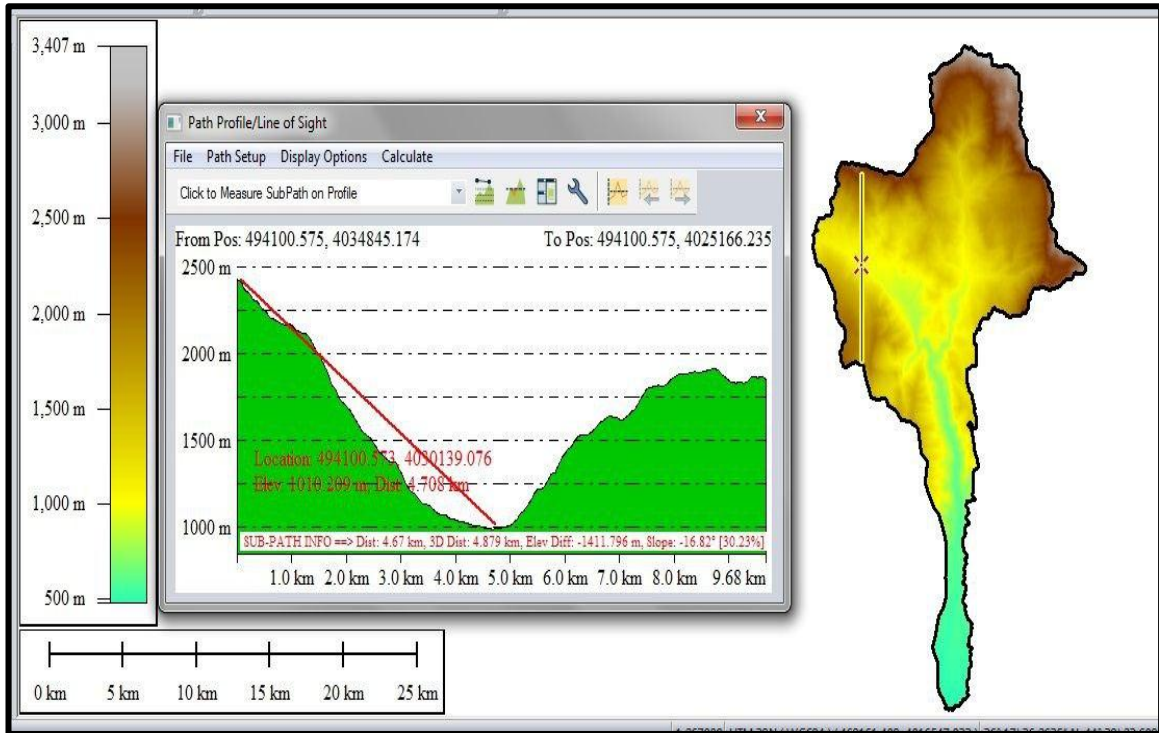 3,407 m
3,000 m
2,500 m
2,000 m
1,500 m
1,000 m
500 m
0 km 5 km 10 km 15 km 20 km 25 km
Path Profile/Line of Sight
File Path Setup Display Options Calculate
Click to Measure SubPath on Profile
From Pos: 494100.575, 4034845.174 To Pos: 494100.575, 4025166.235
2500 m
2000 m
1500 m
1000 m
Location: 494100.573, 4030139.076
Elev: 1010.209 m, Dist: 4.708 km
SUB-PATH INFO ==> Dist: 4.67 km, 3D Dist: 4.879 km, Elev Diff: -1411.796 m, Slope: -16.82° [30.23%]
1.0 km 2.0 km 3.0 km 4.0 km 5.0 km 6.0 km 7.0 km 8.0 km 9.68 km